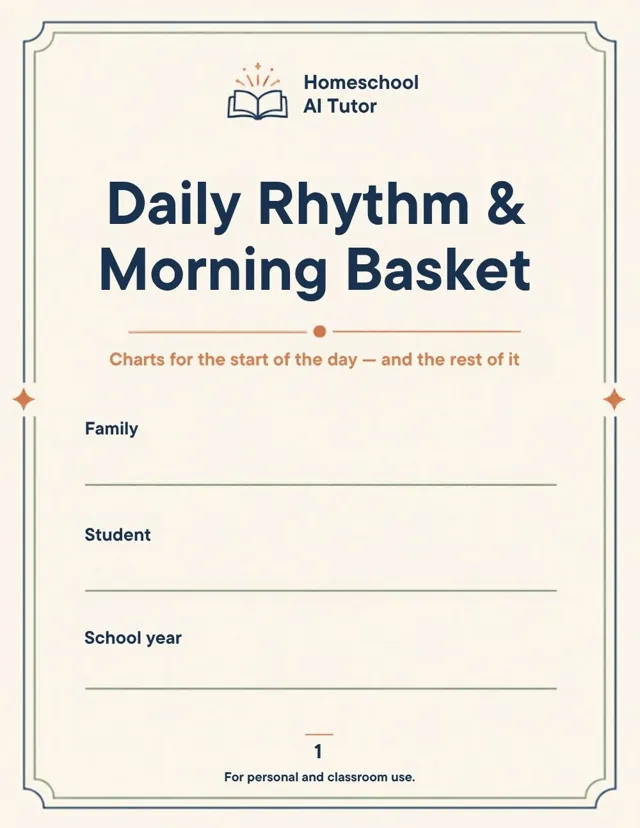 Homeschool
AI Tutor
Daily Rhythm &
Morning Basket
Charts for the start of the day — and the rest of it
Family
Student
School year
1
For personal and classroom use.